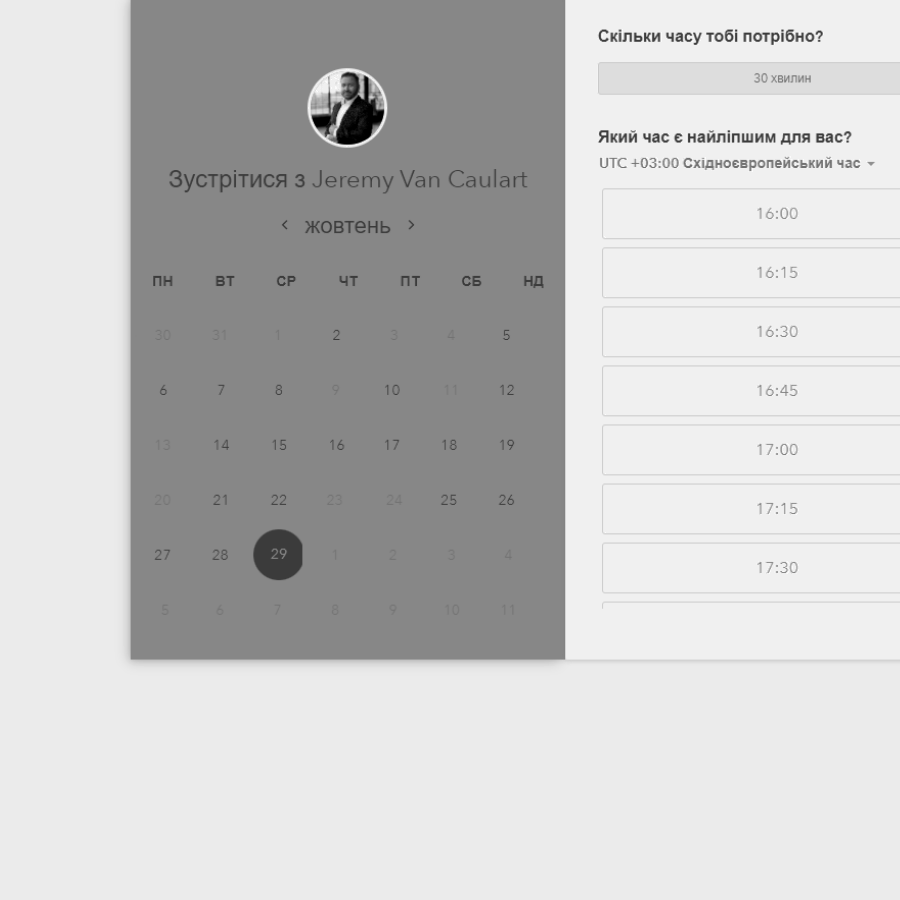 Зустрітися з Jeremy Van Caulart
< жовтень >
ПН ВТ СР ЧТ ПТ СБ НД
30 31 1 2 3 4 5
6 7 8 9 10 11 12
13 14 15 16 17 18 19
20 21 22 23 24 25 26
27 28 29 1 2 3 4
5 6 7 8 9 10 11
Скільки часу тобі потрібно?
30 хвилин
Який час є найліпшим для вас?
UTC +03:00 Східноєвропейський час
16:00
16:15
16:30
16:45
17:00
17:15
17:30